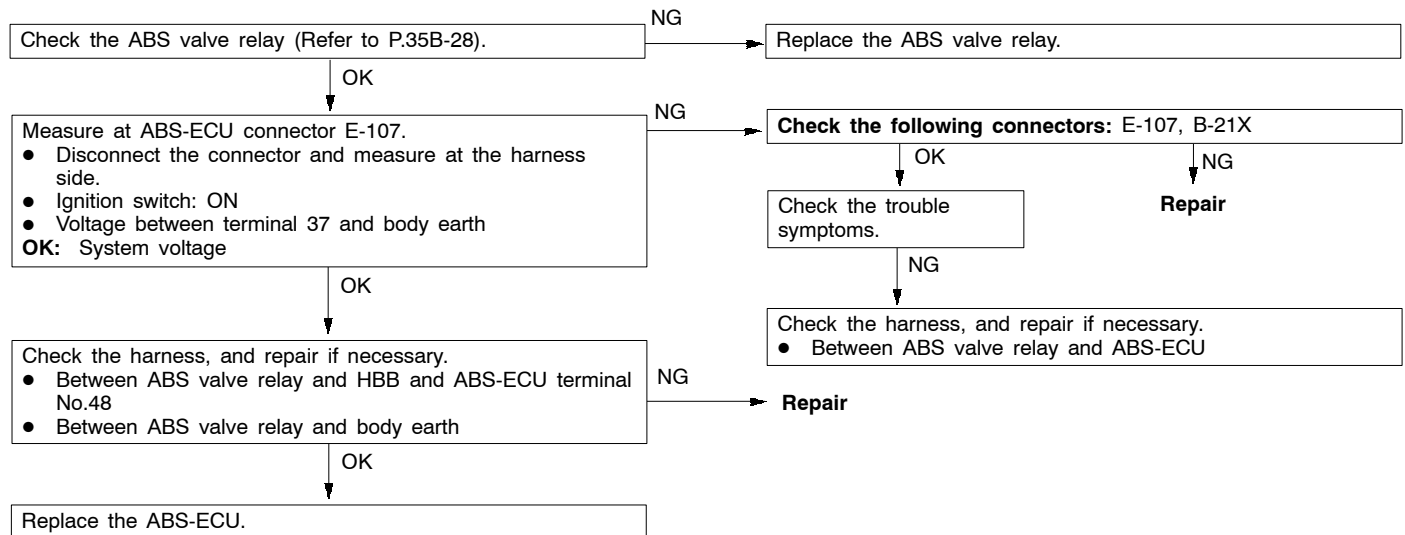 Check the ABS valve relay (Refer to P.35B-28).
NG
Replace the ABS valve relay.
OK
Measure at ABS-ECU connector E-107.
● Disconnect the connector and measure at the harness
side.
● Ignition switch: ON
● Voltage between terminal 37 and body earth
OK: System voltage
NG
Check the following connectors: E-107, B-21X
OK
NG
Repair
Check the trouble
symptoms.
NG
Check the harness, and repair if necessary.
● Between ABS valve relay and ABS-ECU
OK
Check the harness, and repair if necessary.
● Between ABS valve relay and HBB and ABS-ECU terminal
No.48
● Between ABS valve relay and body earth
NG
Repair
OK
Replace the ABS-ECU.